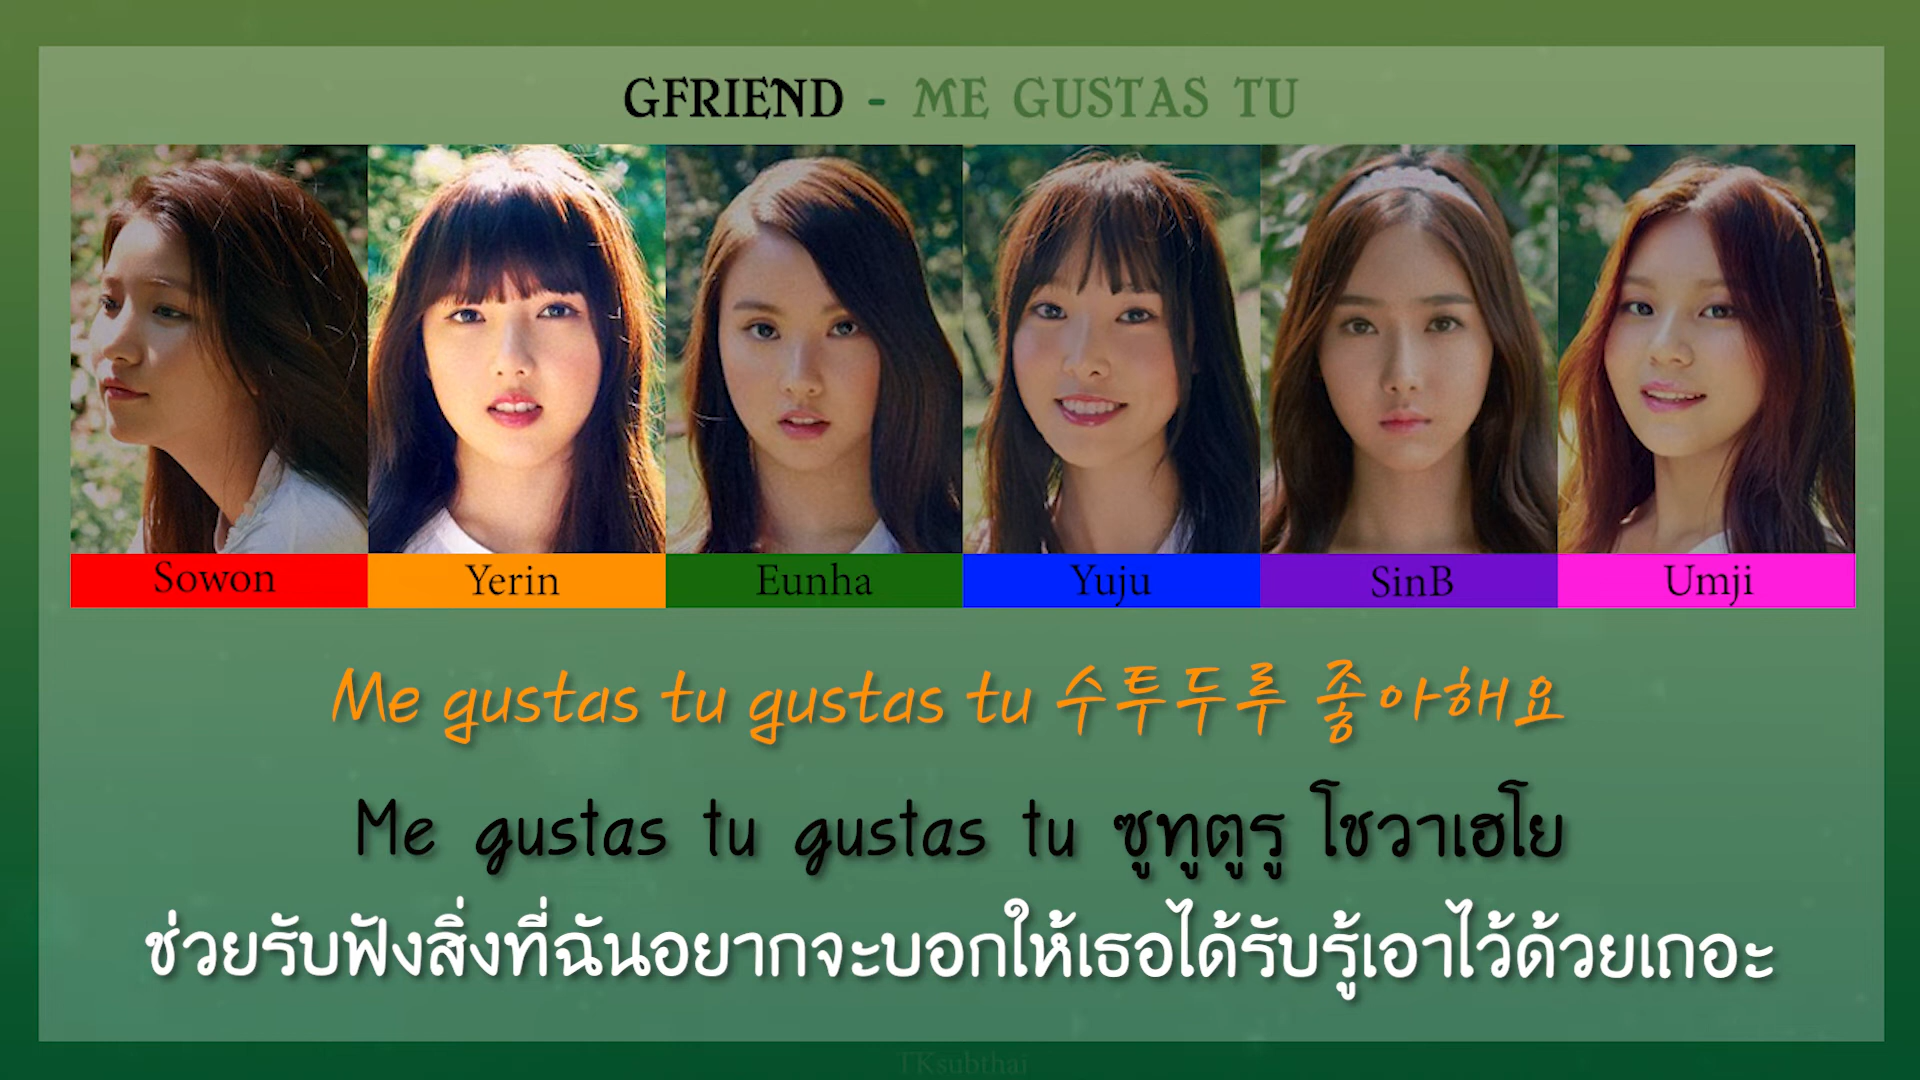 GFRIEND - ME GUSTAS TU
Sowon Yerin Eunha Yuju SinB Umji
Me gustas tu gustas tu 수투두루 좋아해요
Me gustas tu gustas tu ซูทูตูรู โชวาเฮโย
ช่วยรับฟังสิ่งที่ฉันอยากจะบอกให้เธอได้รับรู้เอาไว้ด้วยเถอะ
TKsubthai